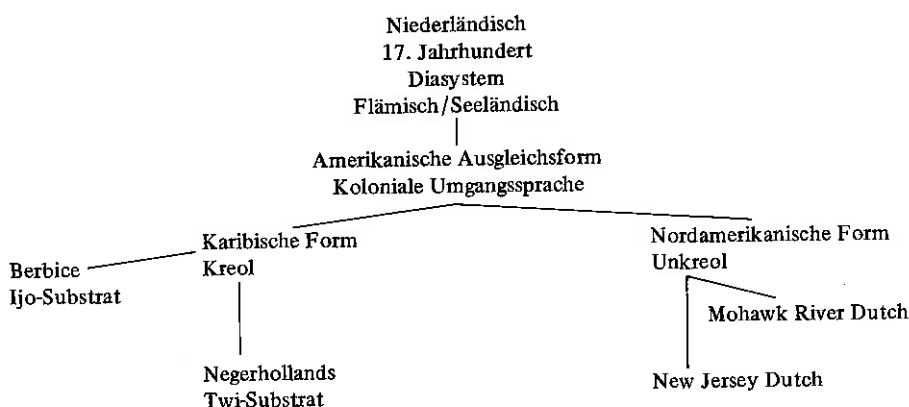 Niederländisch
17. Jahrhundert
Diasystem
Flämisch/Seeländisch
Amerikanische Ausgleichsform
Koloniale Umgangssprache
Karibische Form
Kreol
Nordamerikanische Form
Unkreol
Berbice
Ijo-Substrat
Mohawk River Dutch
Negerhollands
Twi-Substrat
New Jersey Dutch